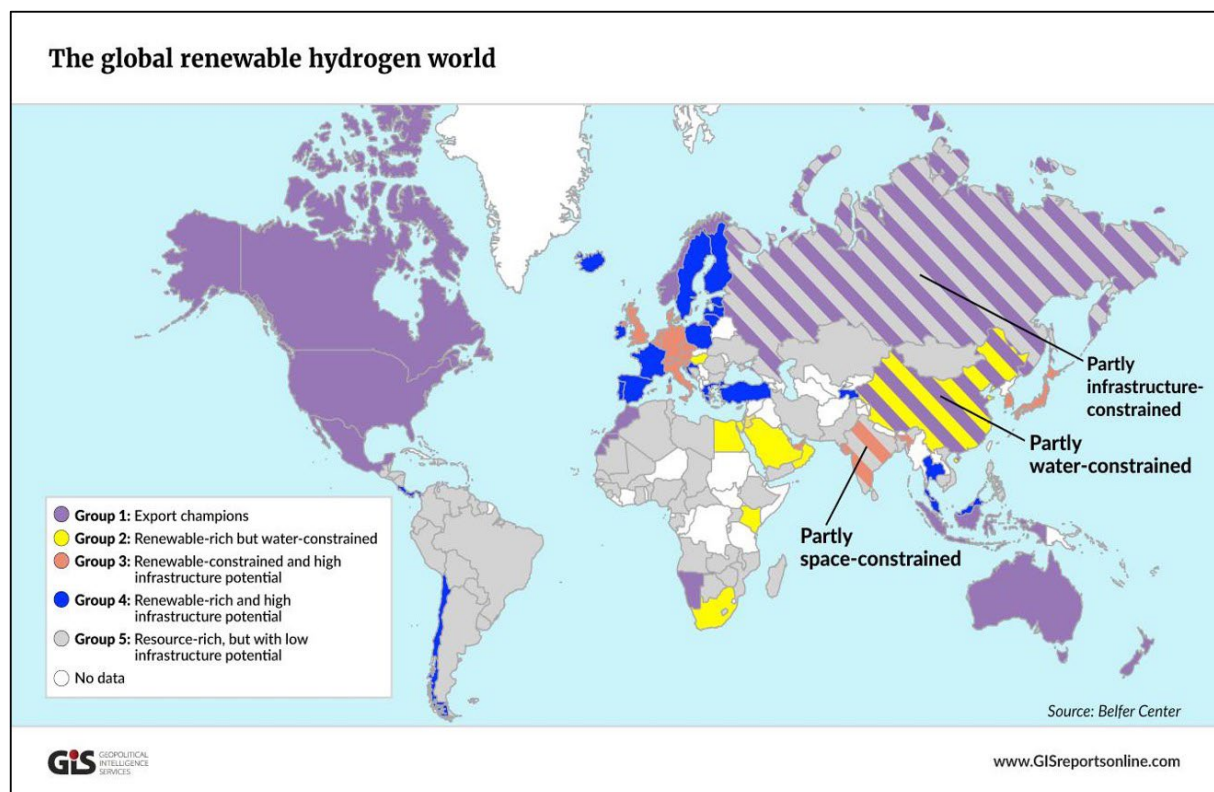 The global renewable hydrogen world
Partly
infrastructure-
constrained
Partly
water-constrained
Partly
space-constrained
Group 1: Export champions
Group 2: Renewable-rich but water-constrained
Group 3: Renewable-constrained and high
infrastructure potential
Group 4: Renewable-rich and high
infrastructure potential
Group 5: Resource-rich, but with low
infrastructure potential
No data
Source: Belfer Center
GIS GEOPOLITICAL
INTELLIGENCE
SERVICES
www.GISreportsonline.com